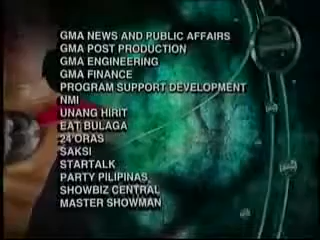 GMA NEWS AND PUBLIC AFFAIRS
GMA POST PRODUCTION
GMA ENGINEERING
GMA FINANCE
PROGRAM SUPPORT DEVELOPMENT
NMI
UNANG HIRIT
EAT BULAGA
24 ORAS
SAKSI
STARTALK
PARTY PILIPINAS
SHOWBIZ CENTRAL
MASTER SHOWMAN